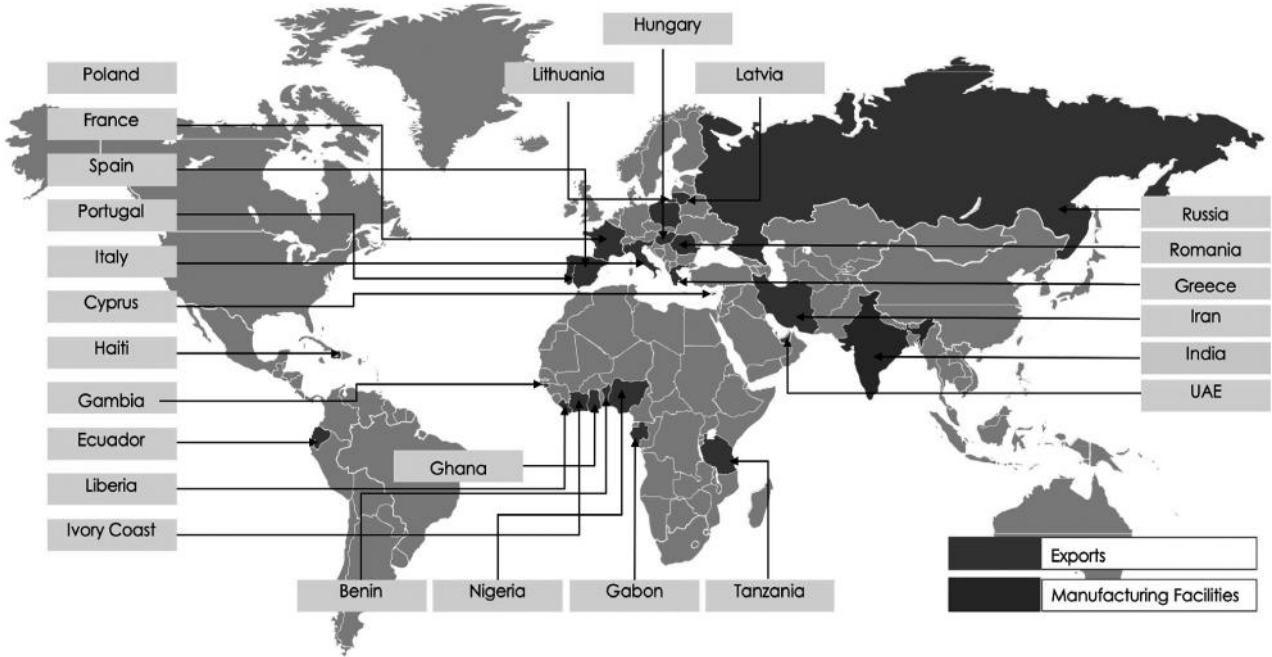 Hungary
Poland
Lithuania
Latvia
France
Spain
Portugal
Russia
Romania
Italy
Greece
Cyprus
Iran
Haiti
India
Gambia
UAE
Ecuador
Ghana
Liberia
Ivory Coast
Exports
Benin
Nigeria
Gabon
Tanzania
Manufacturing Facilities